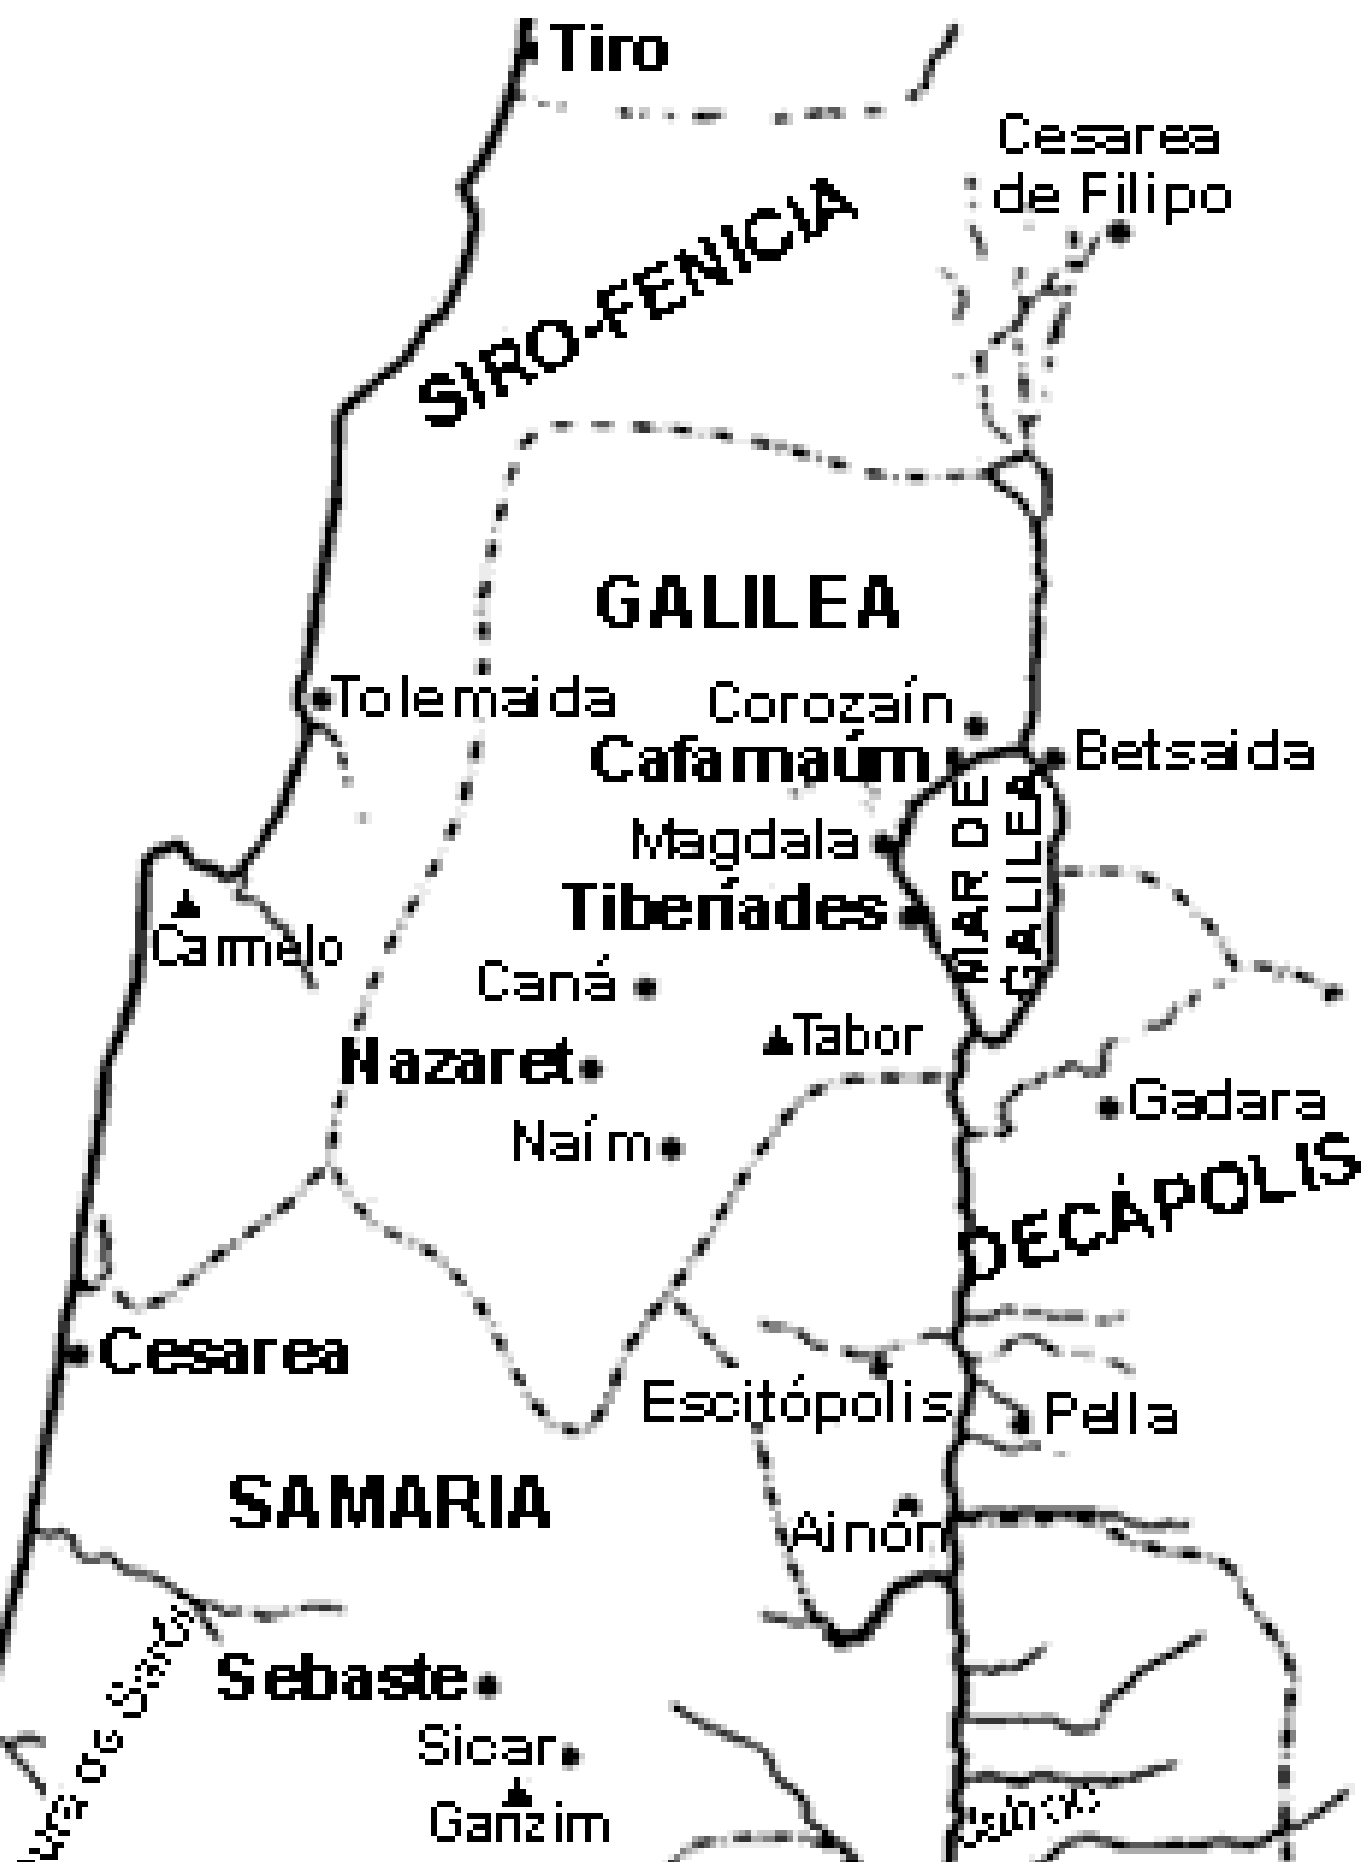 Tiro
Cesarea
de Filipo
SIRO-FENICIA
GALILEA
Tolemaida
Corozaín
Cafarnaúm
Betsaida
MAR DE
GALILEA
Magdala
Tiberíades
Carmelo
Caná
Tabor
Nazaret
Gadara
Naím
DECÁPOLIS
Cesarea
Escitópolis
Pella
SAMARIA
Ainón
Sebaste
Sicar
Garizim